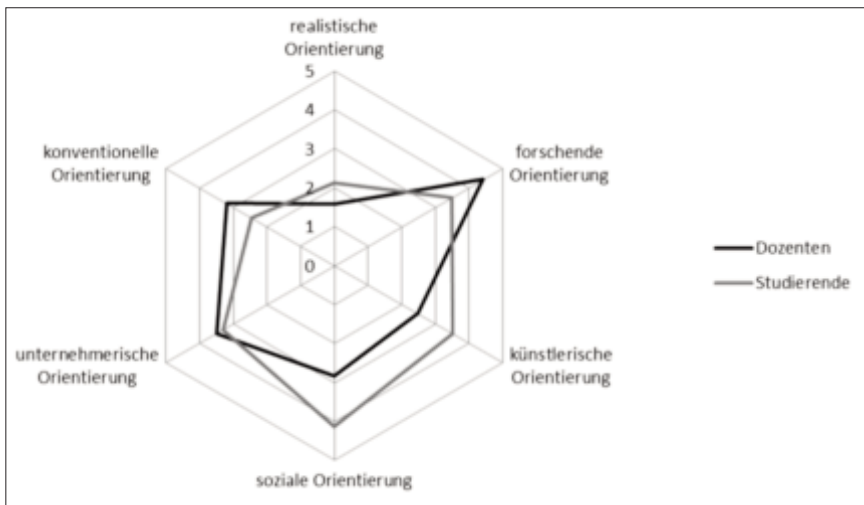 realistische
Orientierung
5
4
3
2
1
0
forschende
Orientierung
künstlerische
Orientierung
soziale Orientierung
unternehmerische
Orientierung
konventionelle
Orientierung
Dozenten
Studierende